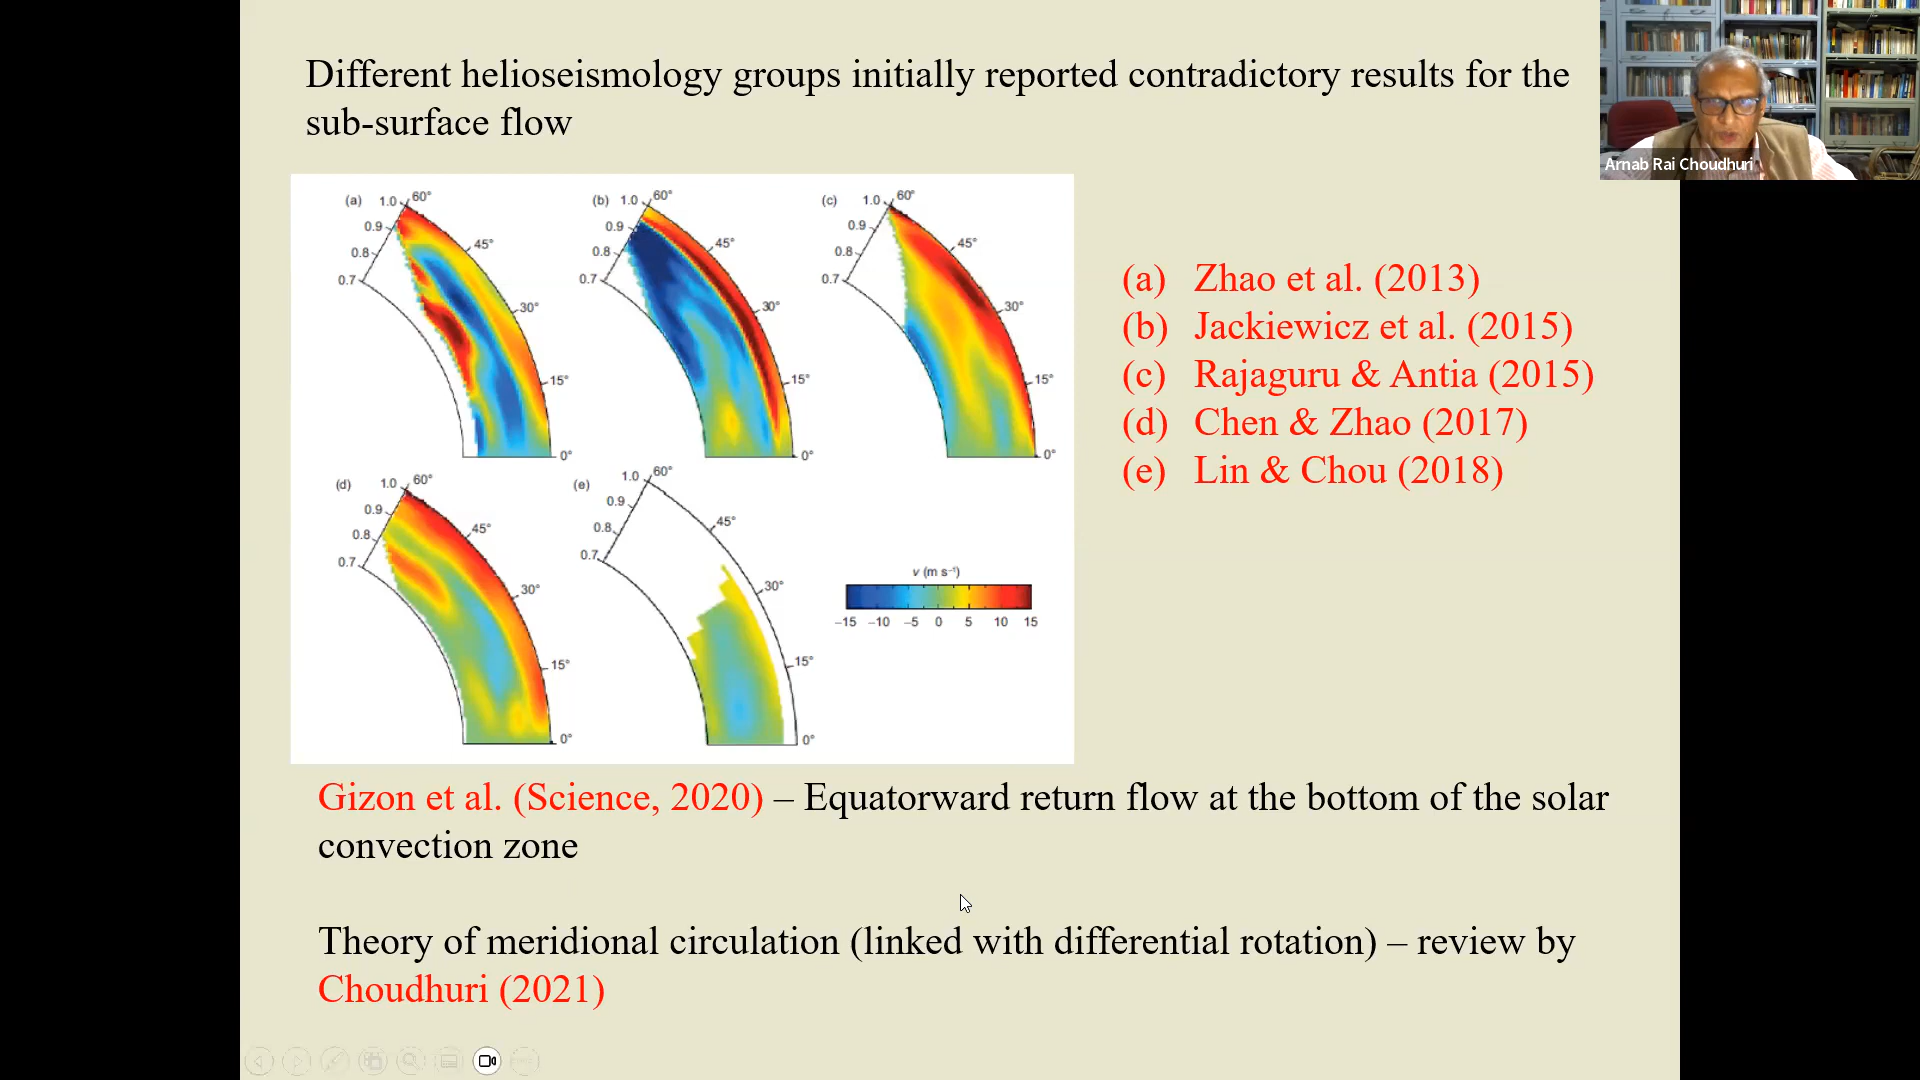 Different helioseismology groups initially reported contradictory results for the
sub-surface flow
Arnab Rai Choudhuri
(a) 1.0 60°
0.9
0.8
0.7
45°
30°
15°
0°
(b) 1.0 60°
0.9
0.8
0.7
45°
30°
15°
0°
(c) 1.0 60°
0.9
0.8
0.7
45°
30°
15°
0°
(d) 1.0 60°
0.9
0.8
0.7
45°
30°
15°
0°
(e) 1.0 60°
0.9
0.8
0.7
45°
30°
15°
0°
v (m s⁻¹)
−15 −10 −5 0 5 10 15
(a) Zhao et al. (2013)
(b) Jackiewicz et al. (2015)
(c) Rajaguru & Antia (2015)
(d) Chen & Zhao (2017)
(e) Lin & Chou (2018)
Gizon et al. (Science, 2020) – Equatorward return flow at the bottom of the solar
convection zone
Theory of meridional circulation (linked with differential rotation) – review by
Choudhuri (2021)